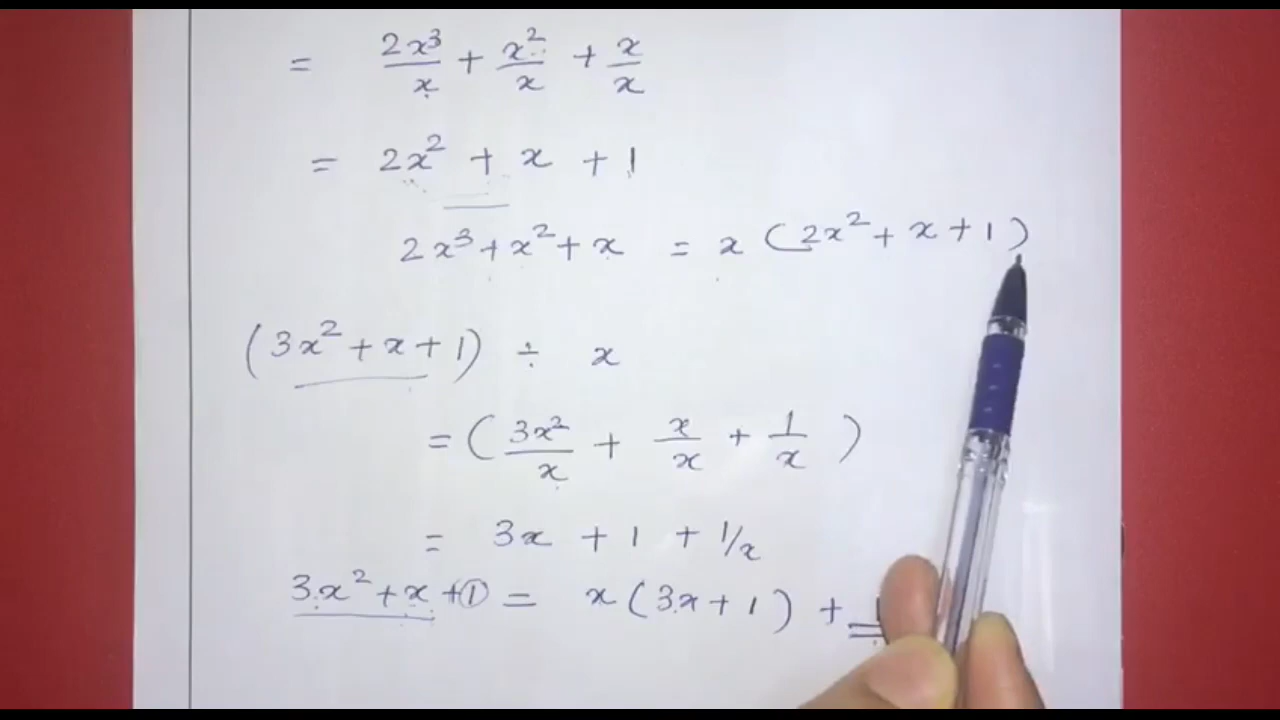 = 2x³/x + x²/x + x/x
= 2x² + x + 1
2x³ + x² + x = x (2x² + x + 1)
(3x² + x + 1) ÷ x
= (3x²/x + x/x + 1/x)
= 3x + 1 + 1/x
3x² + x + 1 = x(3x + 1) + 1